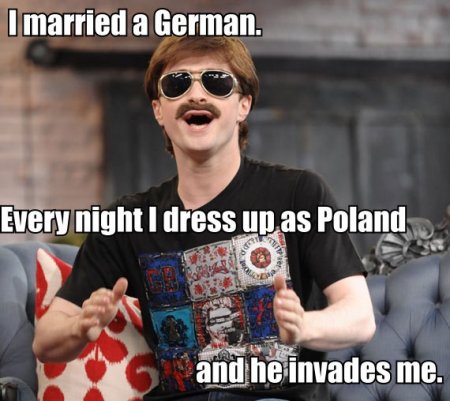 I married a German.
Every night I dress up as Poland
and he invades me.